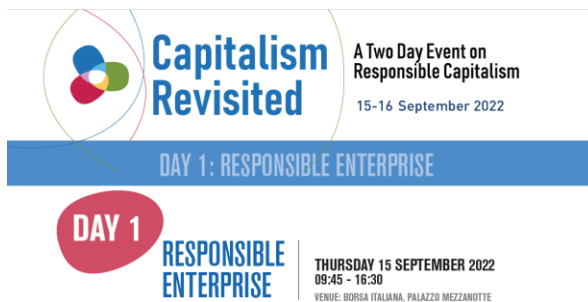 Capitalism
Revisited
A Two Day Event on
Responsible Capitalism
15-16 September 2022
DAY 1: RESPONSIBLE ENTERPRISE
DAY 1
RESPONSIBLE
ENTERPRISE
THURSDAY 15 SEPTEMBER 2022
09:45 - 16:30
VENUE: BORSA ITALIANA, PALAZZO MEZZANOTTE